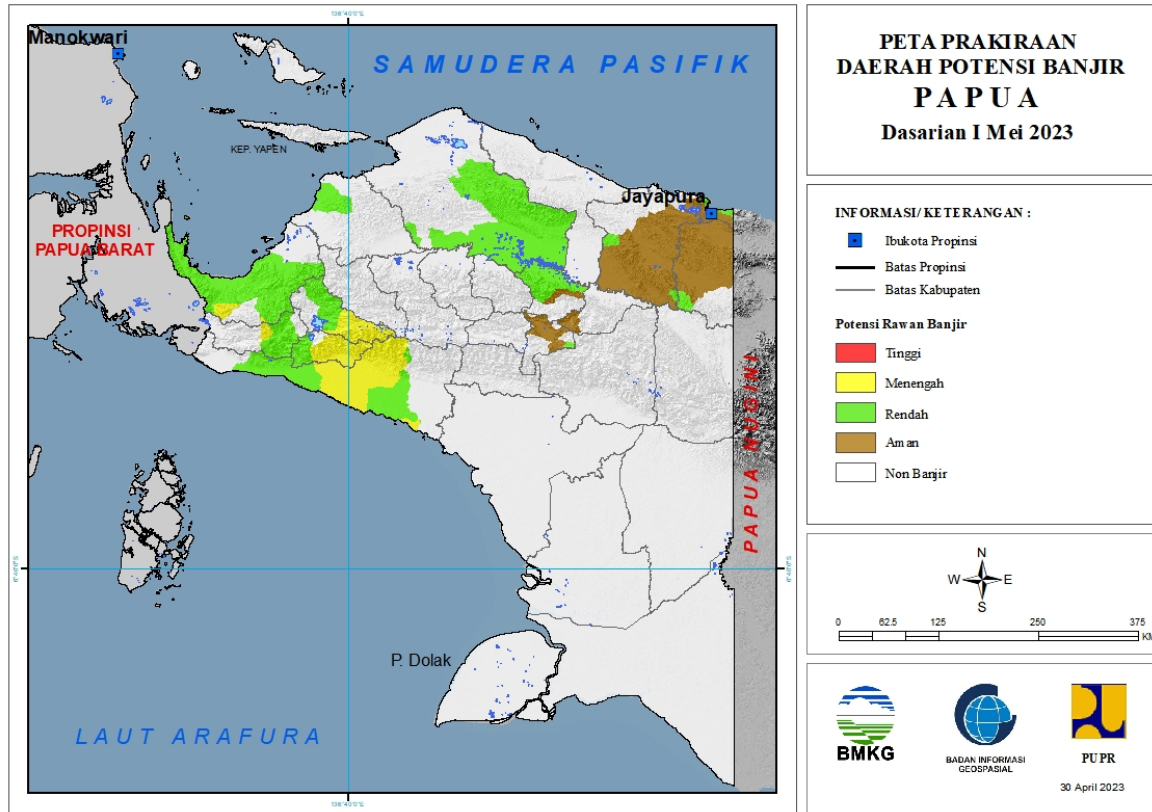 PETA PRAKIRAAN
DAERAH POTENSI BANJIR
PAPUA
Dasarian I Mei 2023
INFORMASI/ KETERANGAN :
Ibukota Propinsi
Batas Propinsi
Batas Kabupaten
Potensi Rawan Banjir
Tinggi
Menengah
Rendah
Aman
Non Banjir
N
W E
S
0 62.5 125 250 375
KM
BMKG
BADAN INFORMASI
GEOSPASIAL
PUPR
30 April 2023
Manokwari
SAMUDERA PASIFIK
KEP. YAPEN
Jayapura
PROPINSI
PAPUA BARAT
PAPUA NUGINI
P. Dolak
LAUT ARAFURA